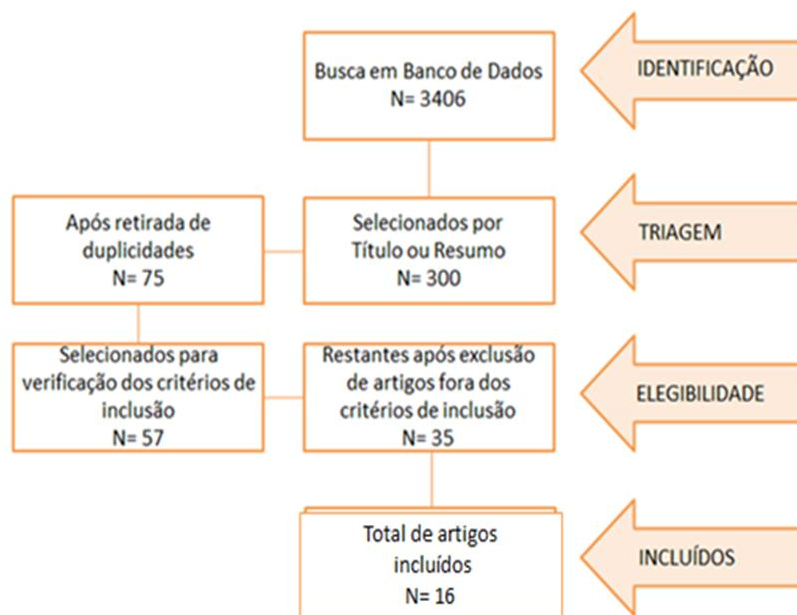 Busca em Banco de Dados
N= 3406
IDENTIFICAÇÃO
Após retirada de
duplicidades
N= 75
Selecionados por
Título ou Resumo
N= 300
TRIAGEM
Selecionados para
verificação dos critérios de
inclusão
N= 57
Restantes após exclusão
de artigos fora dos
critérios de inclusão
N= 35
ELEGIBILIDADE
Total de artigos
incluídos
N= 16
INCLUÍDOS